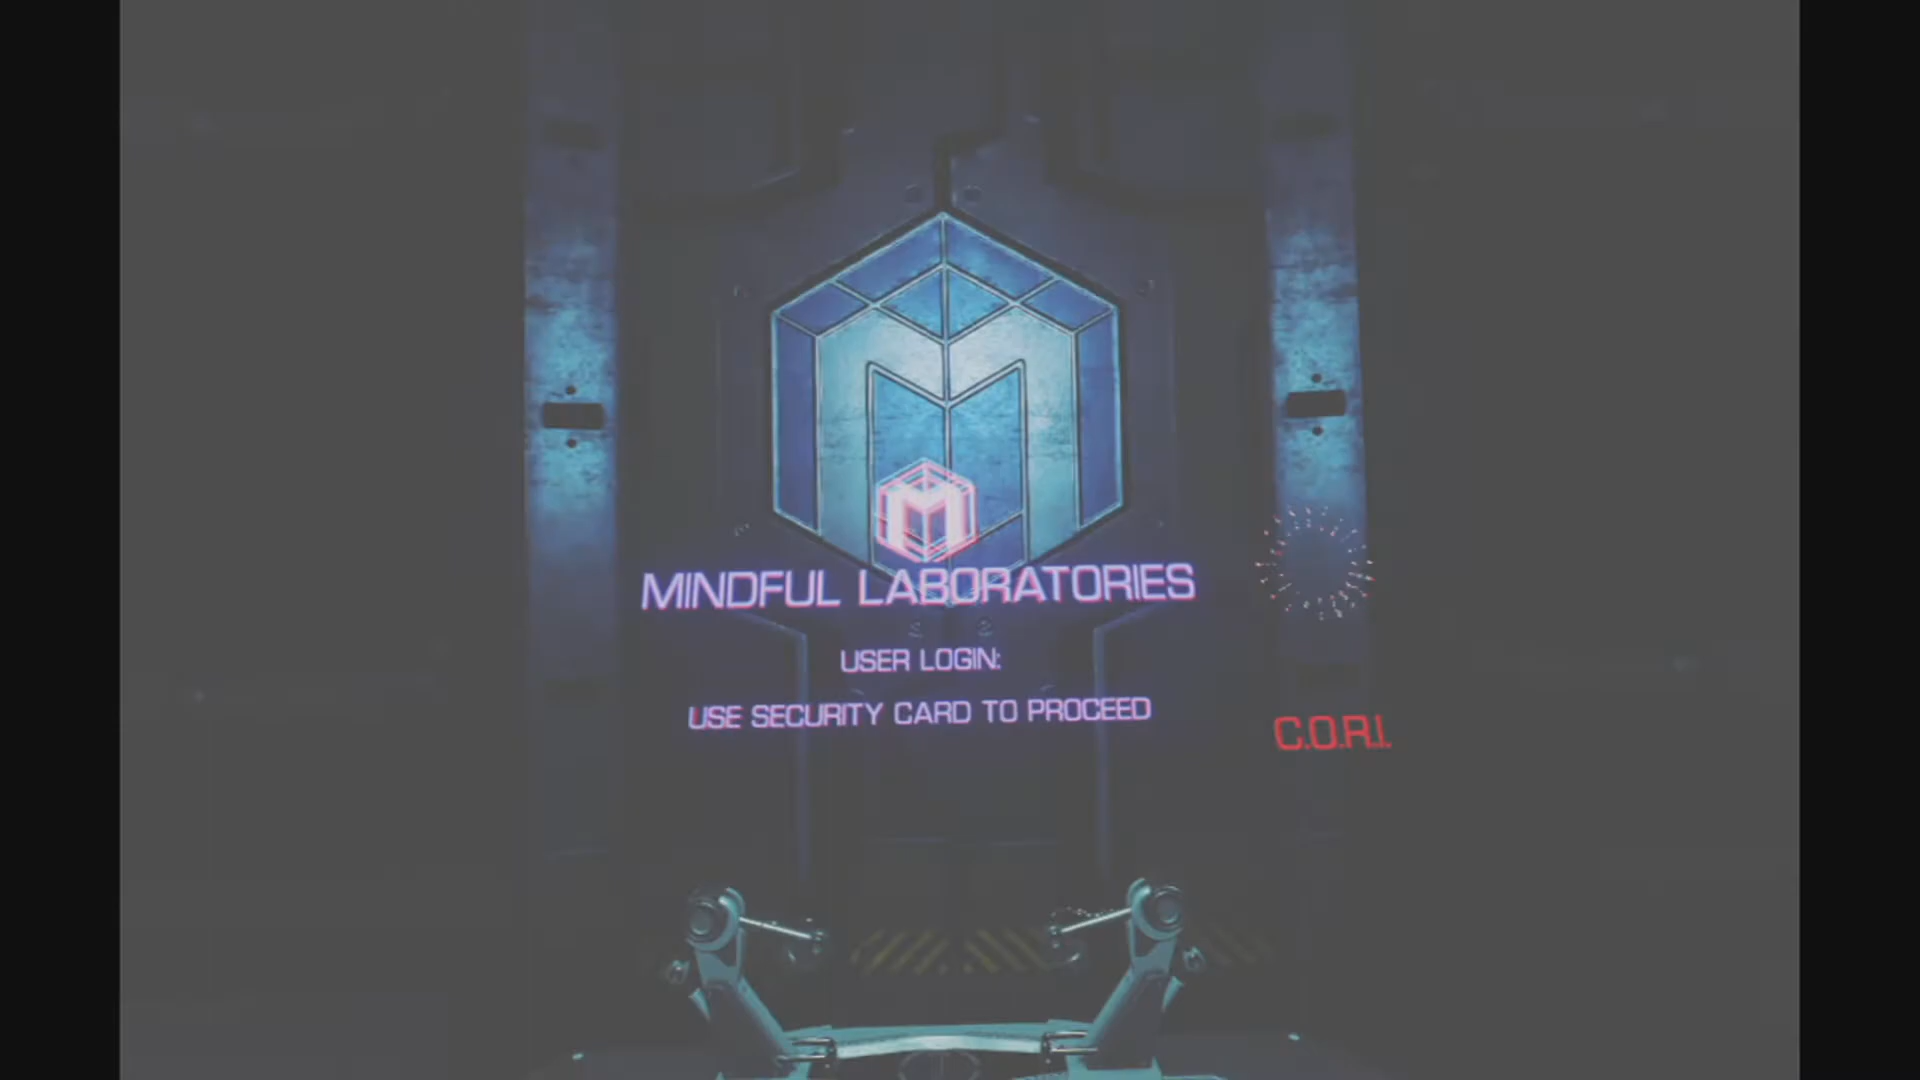 MINDFUL LABORATORIES
USER LOGIN:
USE SECURITY CARD TO PROCEED
C.O.R.I.